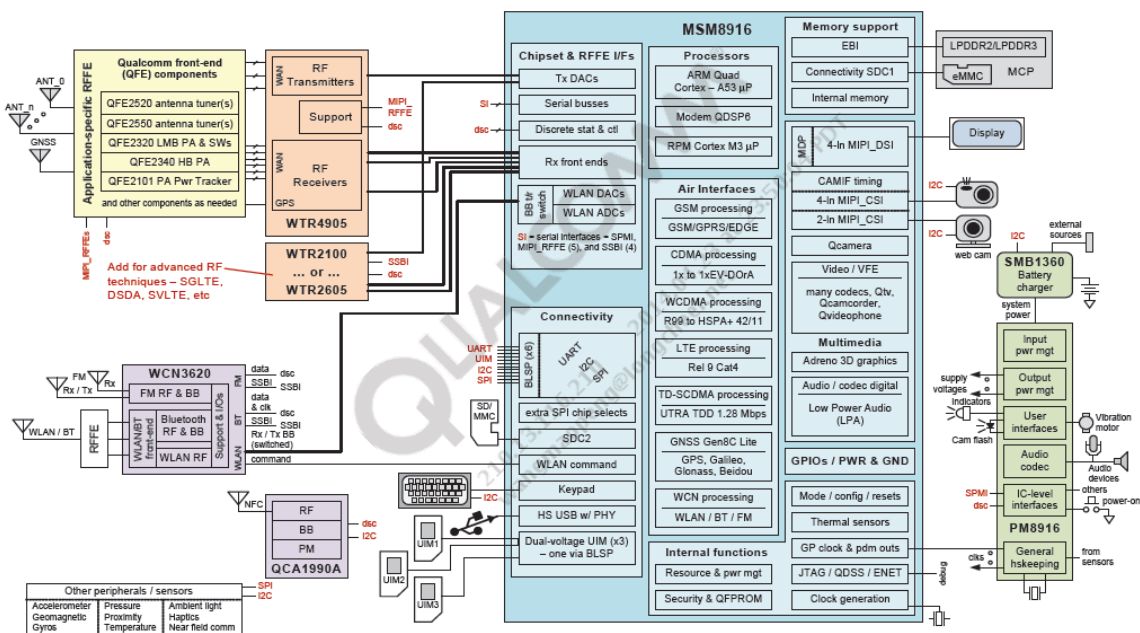 MSM8916
Application-specific RFFE
Qualcomm front-end
(QFE) components
QFE2520 antenna tuner(s)
QFE2550 antenna tuner(s)
QFE2320 LMB PA & SWs
QFE2340 HB PA
QFE2101 PA Pwr Tracker
and other components as needed
ANT_0
ANT_n
GNSS
MIPI_RFFEs
dsc
WAN
RF
Transmitters
Support
MIPI_
RFFE
dsc
WAN
RF
Receivers
GPS
WTR4905
WTR2100
... or ...
WTR2605
SSBI
dsc
Add for advanced RF
techniques – SGLTE,
DSDA, SVLTE, etc
Chipset & RFFE I/Fs
Tx DACs
SI
Serial busses
dsc
Discrete stat & ctl
Rx front ends
BB t/r
switch
WLAN DACs
WLAN ADCs
SI = serial interfaces – SPMI,
MIPI_RFFE (5), and SSBI (4)
Connectivity
UART
UIM
I2C
SPI
BLSP (x6)
UART
I2C
SPI
extra SPI chip selects
SD/
MMC
SDC2
WLAN command
Keypad
I2C
HS USB w/ PHY
Dual-voltage UIM (x3)
– one via BLSP
UIM1
UIM2
UIM3
Processors
ARM Quad
Cortex – A53 µP
Modem QDSP6
RPM Cortex M3 µP
Air Interfaces
GSM processing
GSM/GPRS/EDGE
CDMA processing
1x to 1xEV-DOrA
WCDMA processing
R99 to HSPA+ 42/11
LTE processing
Rel 9 Cat4
TD-SCDMA processing
UTRA TDD 1.28 Mbps
GNSS Gen8C Lite
GPS, Galileo,
Glonass, Beidou
WCN processing
WLAN / BT / FM
Internal functions
Resource & pwr mgt
Security & QFPROM
Memory support
EBI
Connectivity SDC1
Internal memory
LPDDR2/LPDDR3
eMMC
MCP
MDP
4-ln MIPI_DSI
Display
CAMIF timing
4-ln MIPI_CSI
2-ln MIPI_CSI
I2C
I2C
web cam
Qcamera
Video / VFE
many codecs, Qtv,
Qcamcorder,
Qvideophone
Multimedia
Adreno 3D graphics
Audio / codec digital
Low Power Audio
(LPA)
GPIOs / PWR & GND
Mode / config / resets
Thermal sensors
GP clock & pdm outs
JTAG / QDSS / ENET
Clock generation
debug
I2C
external
sources
SMB1360
Battery
charger
system
power
Input
pwr mgt
supply
voltages
Output
pwr mgt
Indicators
Cam flash
User
interfaces
Vibration
motor
Audio
codec
Audio
devices
SPMI
dsc
IC-level
interfaces
others
power-on
PM8916
clks
General
hskeeping
from
sensors
WCN3620
FM
Rx / Tx
Rx
FM RF & BB
WLAN / BT
RFFE
WLAN/BT
front-end
Bluetooth
RF & BB
WLAN RF
Support & I/Os
FM
BT
WLAN
data
dsc
SSBI
SSBI
data
& clk
dsc
SSBI
SSBI
Rx / Tx BB
(switched)
command
NFC
RF
BB
PM
QCA1990A
dsc
I2C
Other peripherals / sensors
SPI
I2C
Accelerometer
Geomagnetic
Gyros
Pressure
Proximity
Temperature
Ambient light
Haptics
Near field comm
QUALCOMM